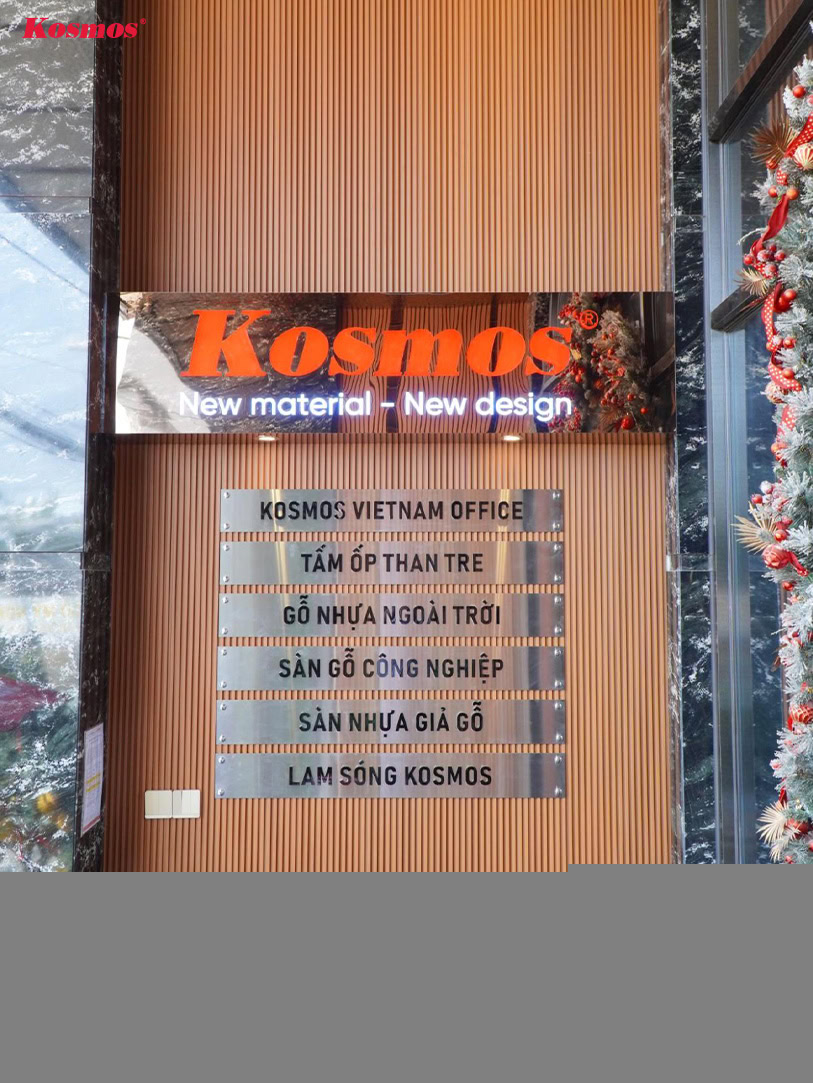 Kosmos®
Kosmos®
New material - New design
KOSMOS VIETNAM OFFICE
TẤM ỐP THAN TRE
GỖ NHỰA NGOÀI TRỜI
SÀN GỖ CÔNG NGHIỆP
SÀN NHỰA GIẢ GỖ
LAM SÓNG KOSMOS